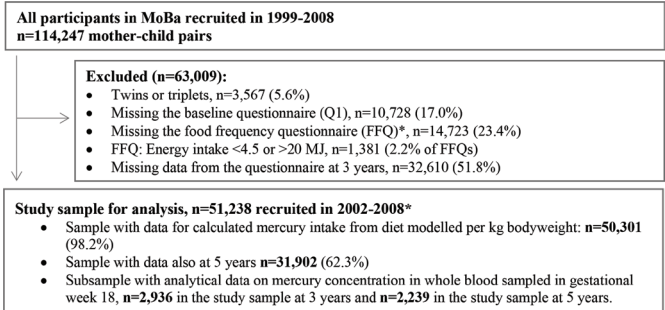 All participants in MoBa recruited in 1999-2008
n=114,247 mother-child pairs
Excluded (n=63,009):
• Twins or triplets, n=3,567 (5.6%)
• Missing the baseline questionnaire (Q1), n=10,728 (17.0%)
• Missing the food frequency questionnaire (FFQ)*, n=14,723 (23.4%)
• FFQ: Energy intake <4.5 or >20 MJ, n=1,381 (2.2% of FFQs)
• Missing data from the questionnaire at 3 years, n=32,610 (51.8%)
Study sample for analysis, n=51,238 recruited in 2002-2008*
• Sample with data for calculated mercury intake from diet modelled per kg bodyweight: n=50,301
(98.2%)
• Sample with data also at 5 years n=31,902 (62.3%)
• Subsample with analytical data on mercury concentration in whole blood sampled in gestational
week 18, n=2,936 in the study sample at 3 years and n=2,239 in the study sample at 5 years.